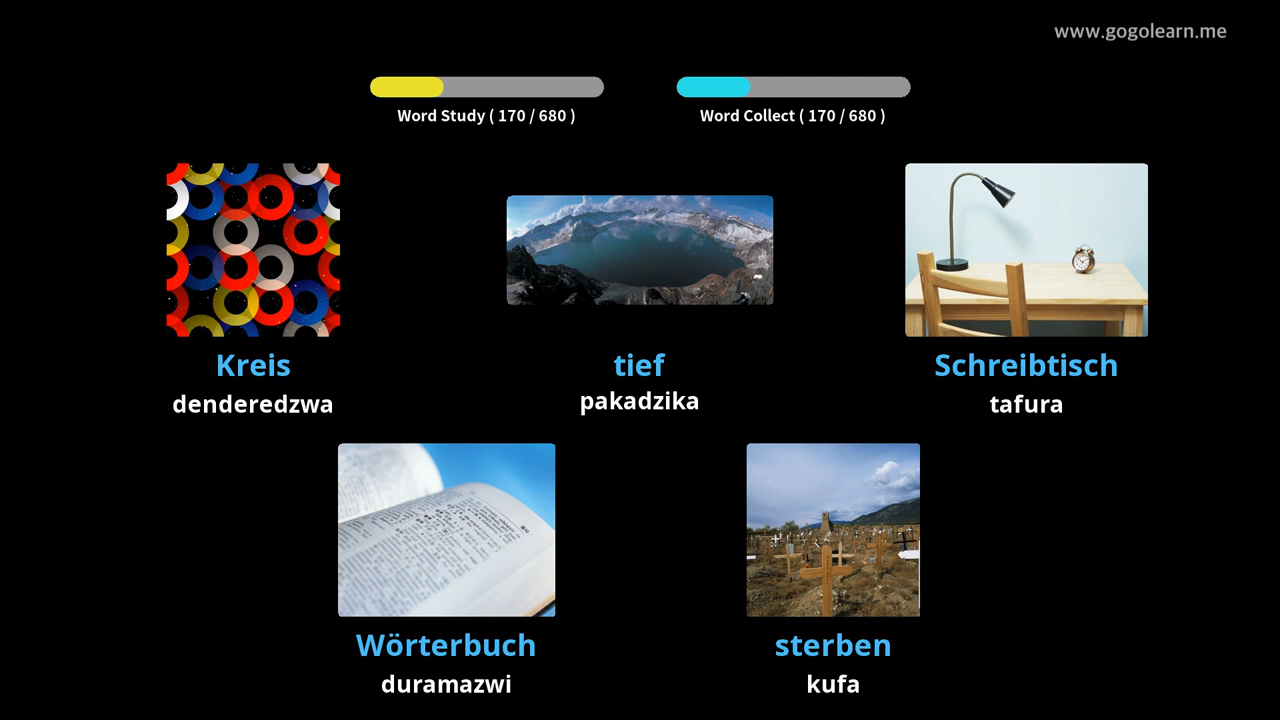 www.gogolearn.me
Word Study ( 170 / 680 )
Word Collect ( 170 / 680 )
Kreis
denderedzwa
tief
pakadzika
Schreibtisch
tafura
Wörterbuch
duramazwi
sterben
kufa